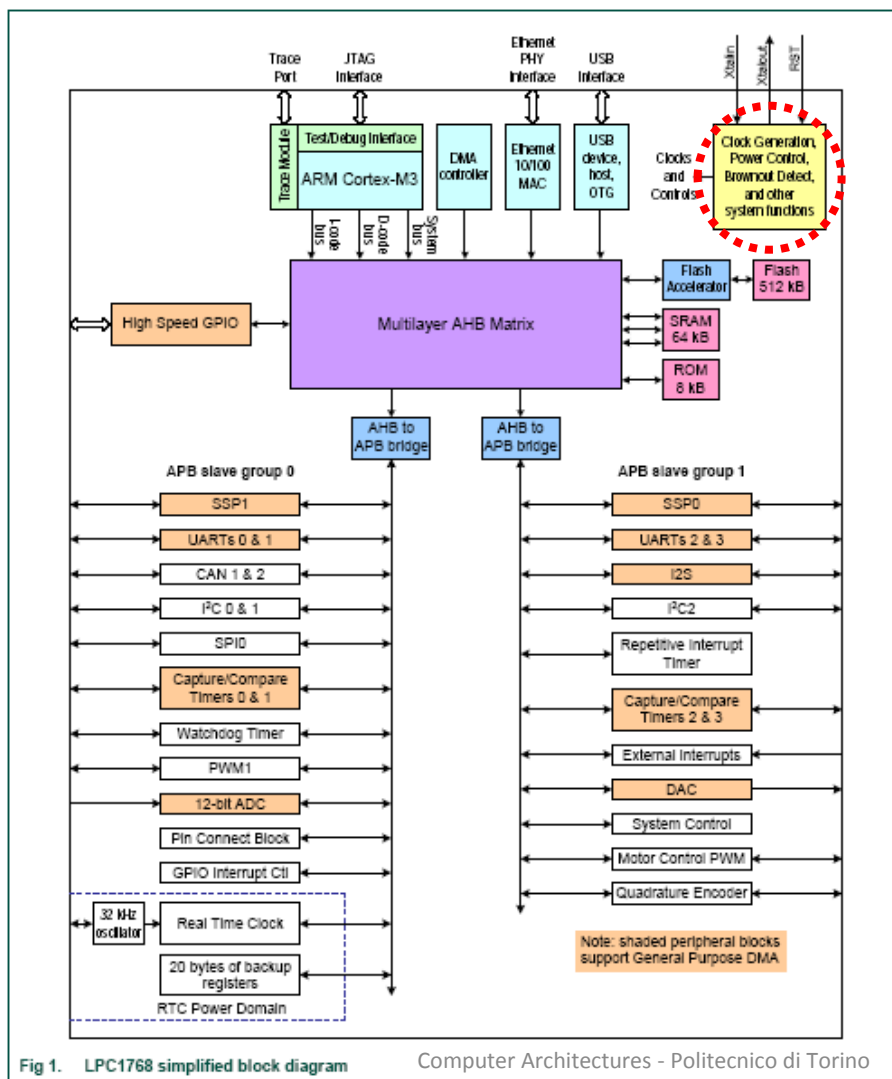 Trace
Port
JTAG
Interface
Ethernet
PHY
Interface
USB
Interface
Xtalin
Xtalout
RST
Trace Module
Test/Debug Interface
ARM Cortex-M3
DMA
controller
Ethernet
10/100
MAC
USB
device,
host,
OTG
Clocks
and
Controls
Clock Generation,
Power Control,
Brownout Detect,
and other
system functions
I-code
bus
D-code
bus
System
bus
High Speed GPIO
Multilayer AHB Matrix
Flash
Accelerator
Flash
512 kB
SRAM
64 kB
ROM
8 kB
AHB to
APB bridge
AHB to
APB bridge
APB slave group 0
APB slave group 1
SSP1
UARTs 0 & 1
CAN 1 & 2
I²C 0 & 1
SPI0
Capture/Compare
Timers 0 & 1
Watchdog Timer
PWM1
12-bit ADC
Pin Connect Block
GPIO Interrupt Ctl
32 kHz
oscillator
Real Time Clock
20 bytes of backup
registers
RTC Power Domain
SSP0
UARTs 2 & 3
I2S
I²C2
Repetitive Interrupt
Timer
Capture/Compare
Timers 2 & 3
External Interrupts
DAC
System Control
Motor Control PWM
Quadrature Encoder
Note: shaded peripheral blocks
support General Purpose DMA
Fig 1. LPC1768 simplified block diagram
Computer Architectures - Politecnico di Torino